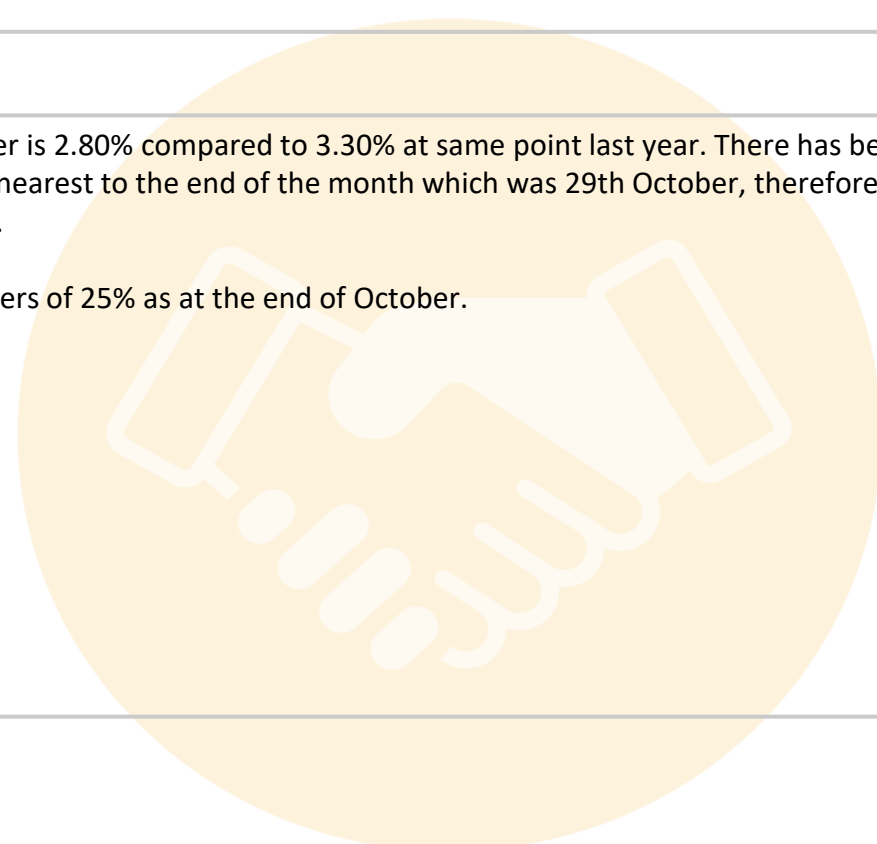 er is 2.80% compared to 3.30% at same point last year. There has be
nearest to the end of the month which was 29th October, therefore
.
ers of 25% as at the end of October.